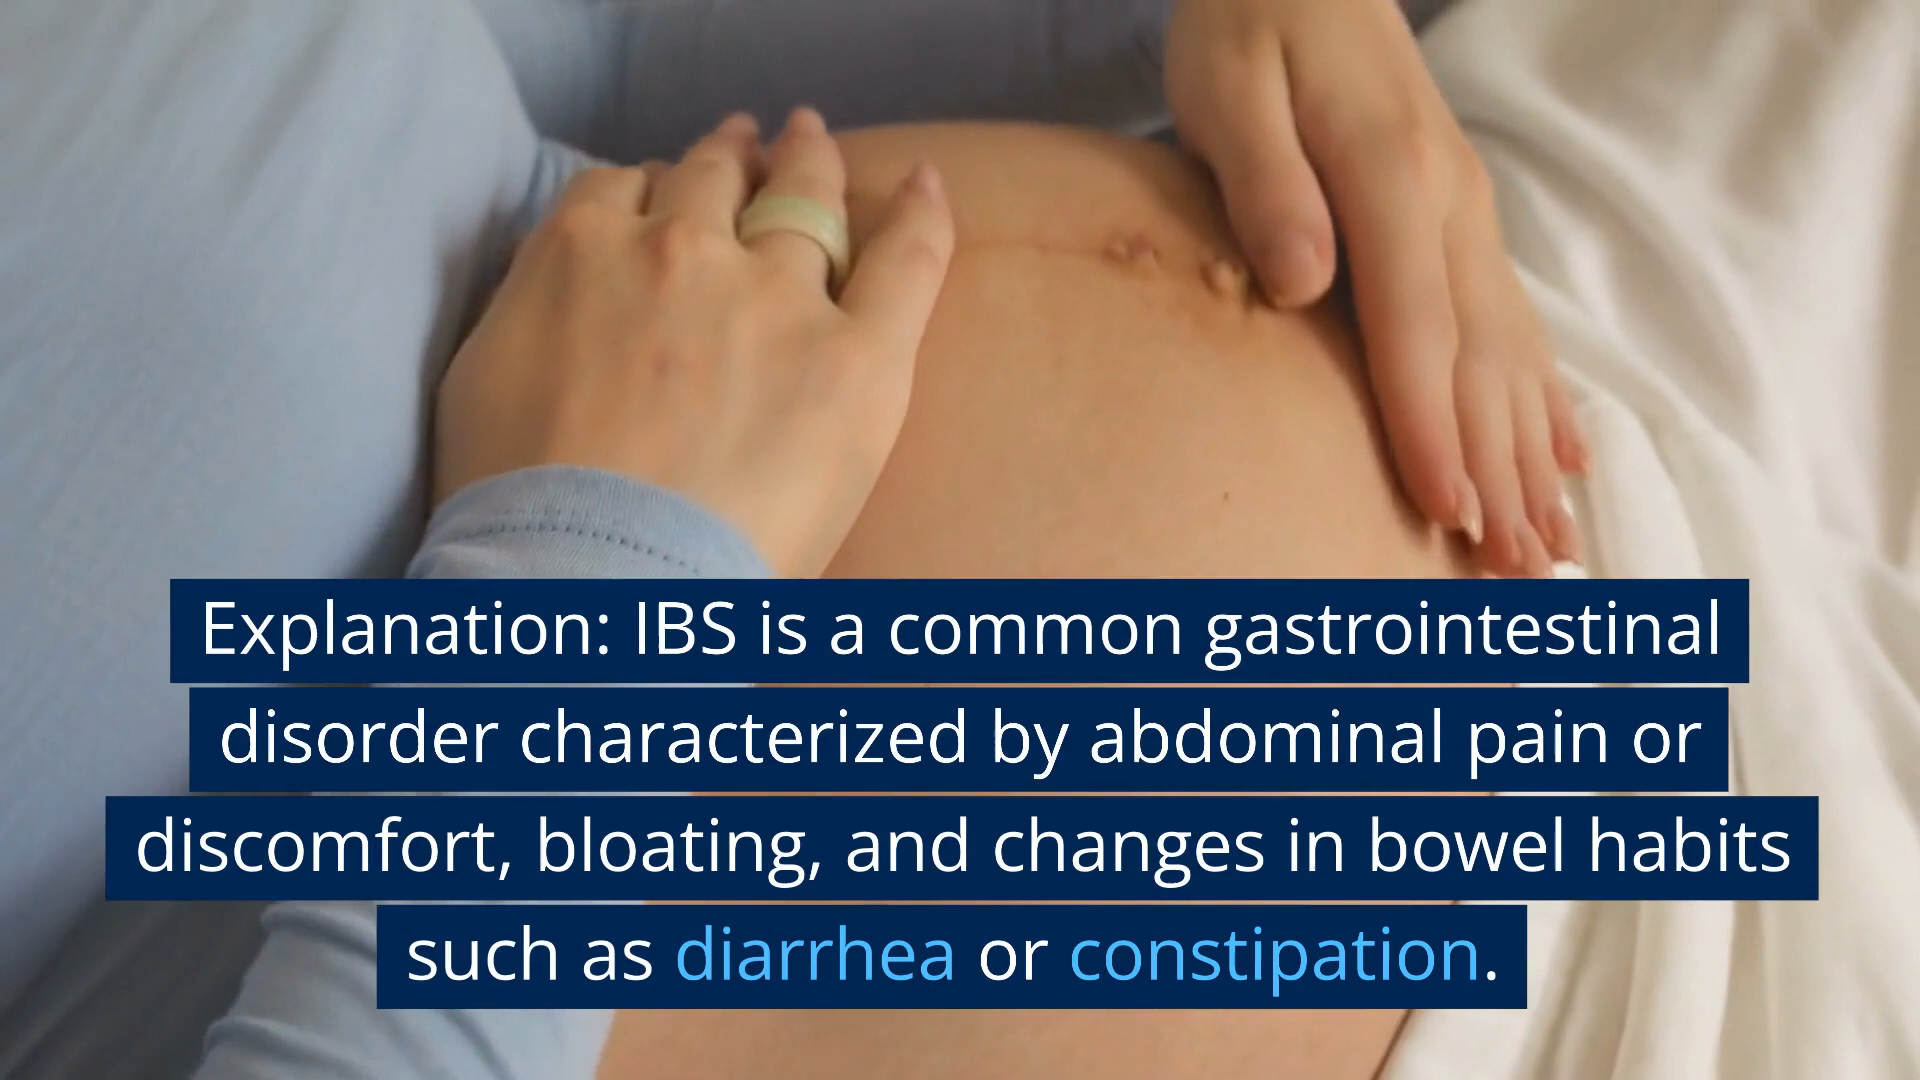 Explanation: IBS is a common gastrointestinal
disorder characterized by abdominal pain or
discomfort, bloating, and changes in bowel habits
such as diarrhea or constipation.